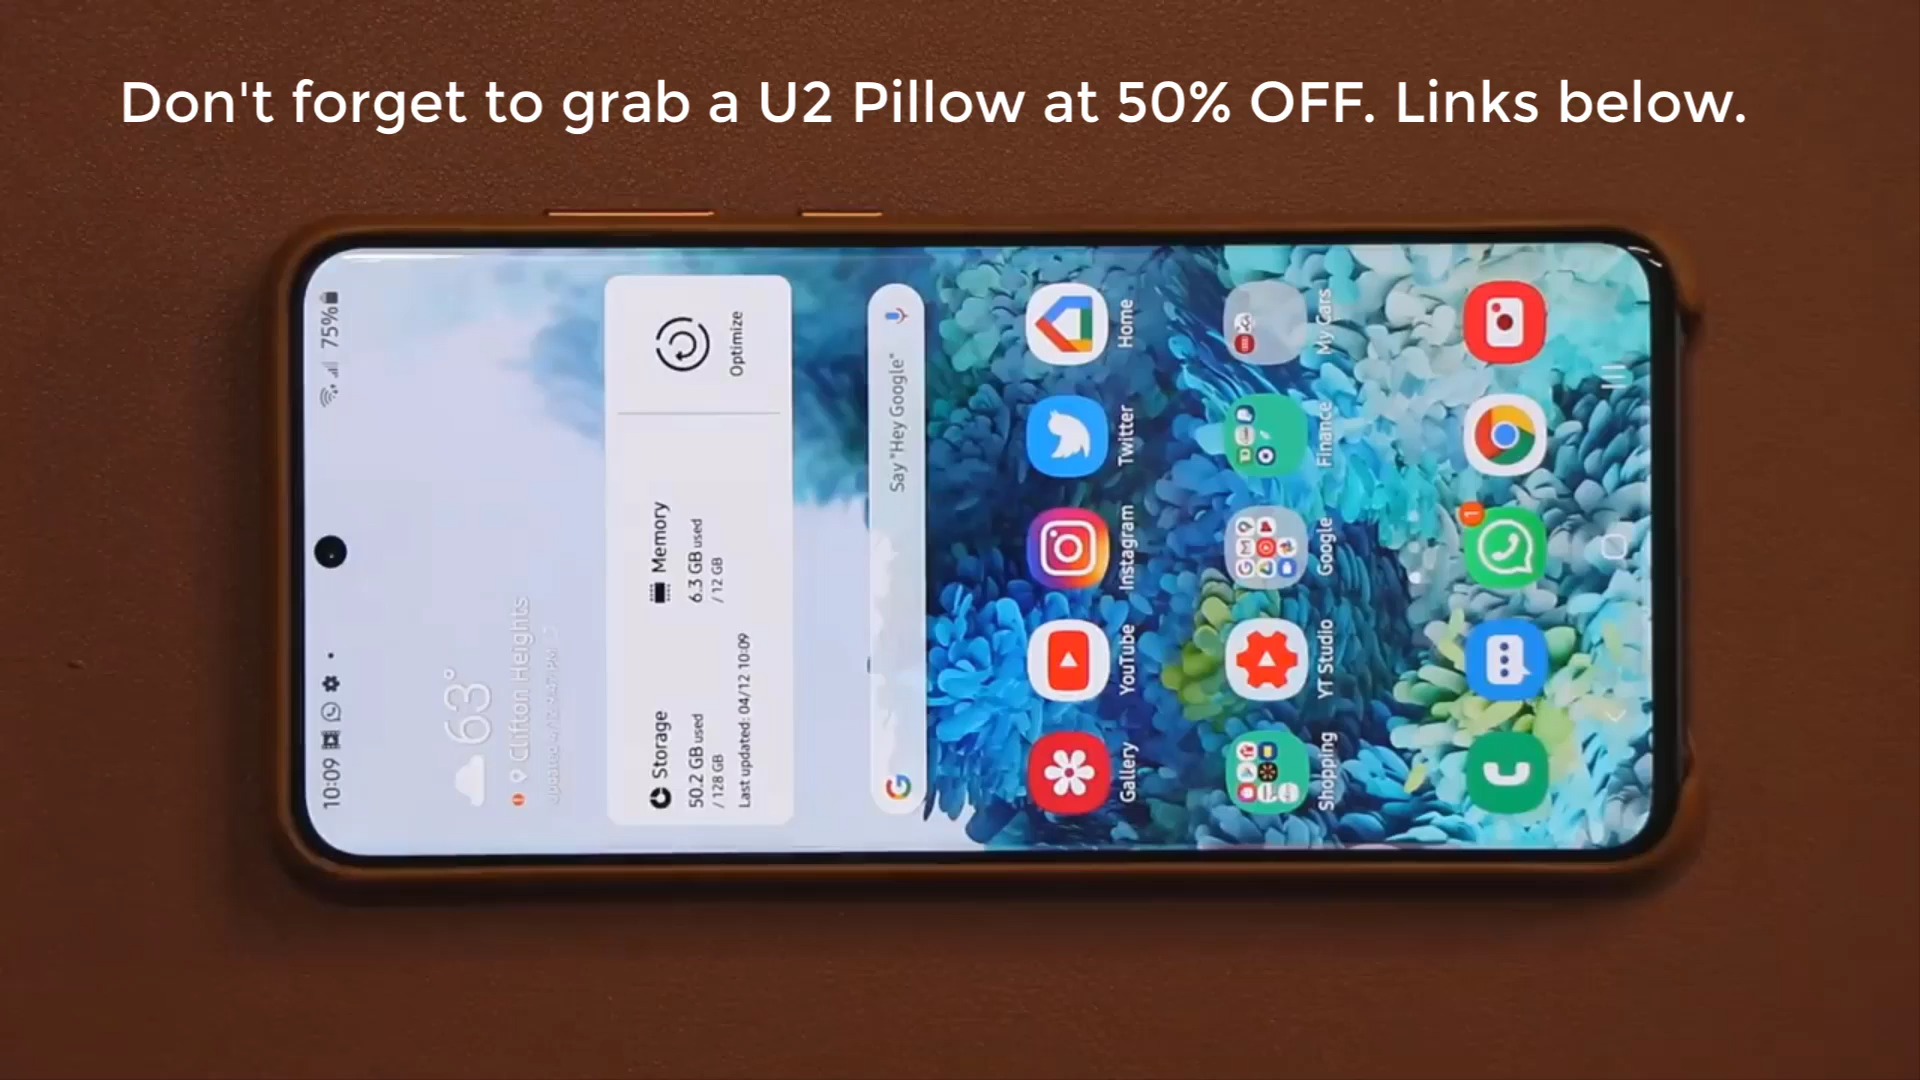 Don't forget to grab a U2 Pillow at 50% OFF. Links below.
10:09
75%
63°
Clifton Heights
Storage
50.2 GB used
/ 128 GB
Last updated: 04/12 10:09
Memory
6.3 GB used
/ 12 GB
Optimize
Say "Hey Google"
Gallery
YouTube
Instagram
Twitter
Home
Shopping
YT Studio
Google
Finance
My Cars
1